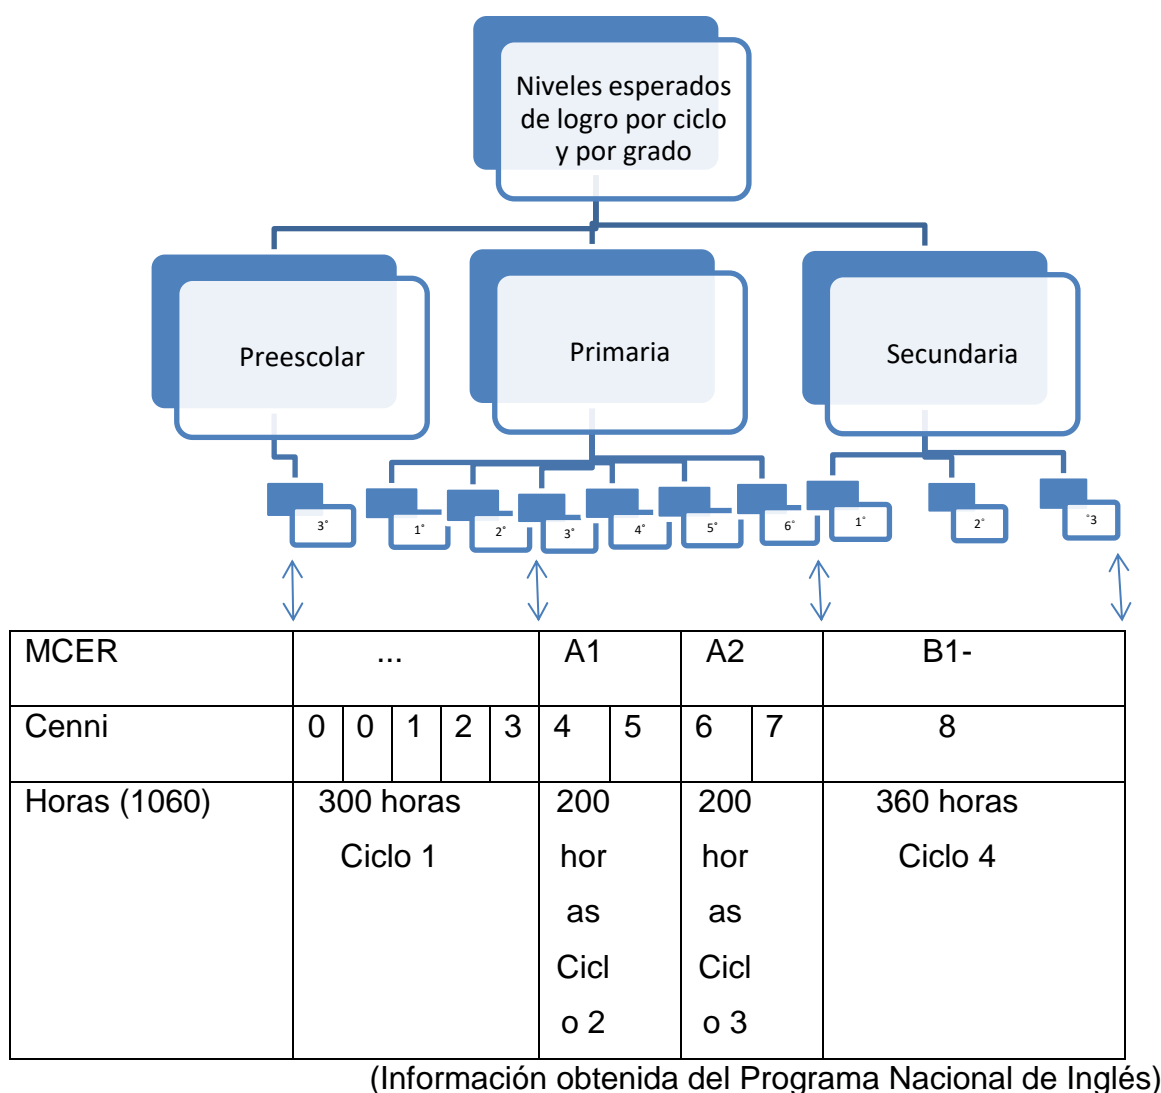 Niveles esperados
de logro por ciclo
y por grado
Preescolar
Primaria
Secundaria
3˚
1˚
2˚
3˚
4˚
5˚
6˚
1˚
2˚
˚3
MCER
...
A1
A2
B1-
Cenni
0
0
1
2
3
4
5
6
7
8
Horas (1060)
300 horas
Ciclo 1
200
hor
as
Cicl
o 2
200
hor
as
Cicl
o 3
360 horas
Ciclo 4
(Información obtenida del Programa Nacional de Inglés)